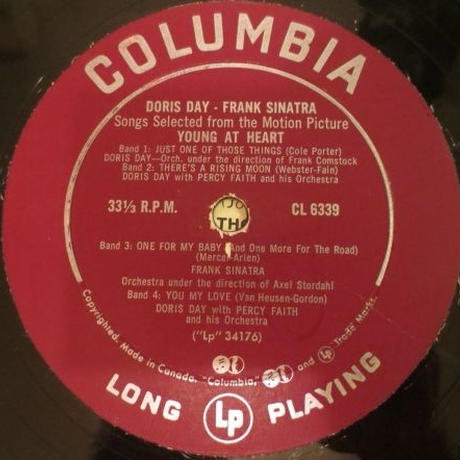 COLUMBIA
DORIS DAY - FRANK SINATRA
Songs Selected from the Motion Picture
YOUNG AT HEART
Band 1: JUST ONE OF THOSE THINGS (Cole Porter)
DORIS DAY—Orch. under the direction of Frank Comstock
Band 2: THERE'S A RISING MOON (Webster-Fain)
DORIS DAY with PERCY FAITH and his Orchestra
33⅓ R.P.M.
CL 6339
Band 3: ONE FOR MY BABY (And One More For The Road)
(Mercer-Arlen)
FRANK SINATRA
Orchestra under the direction of Axel Stordahl
Band 4: YOU MY LOVE (Van Heusen-Gordon)
DORIS DAY with PERCY FAITH
and his Orchestra
("Lp" 34176)
Copyrighted. Made in Canada. "Columbia," and Lp Trade Marks.
LONG Lp PLAYING